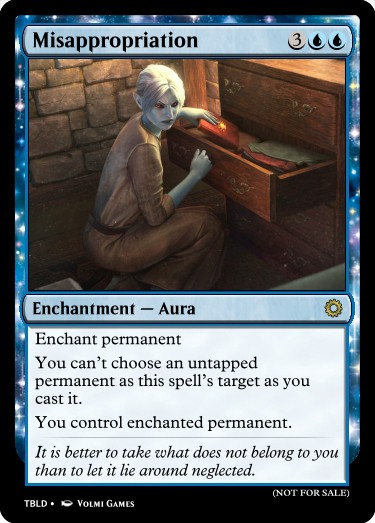 Misappropriation 3
Enchantment — Aura
Enchant permanent
You can't choose an untapped
permanent as this spell's target as you
cast it.
You control enchanted permanent.
It is better to take what does not belong to you
than to let it lie around neglected.
(NOT FOR SALE)
TBLD • Volmi Games